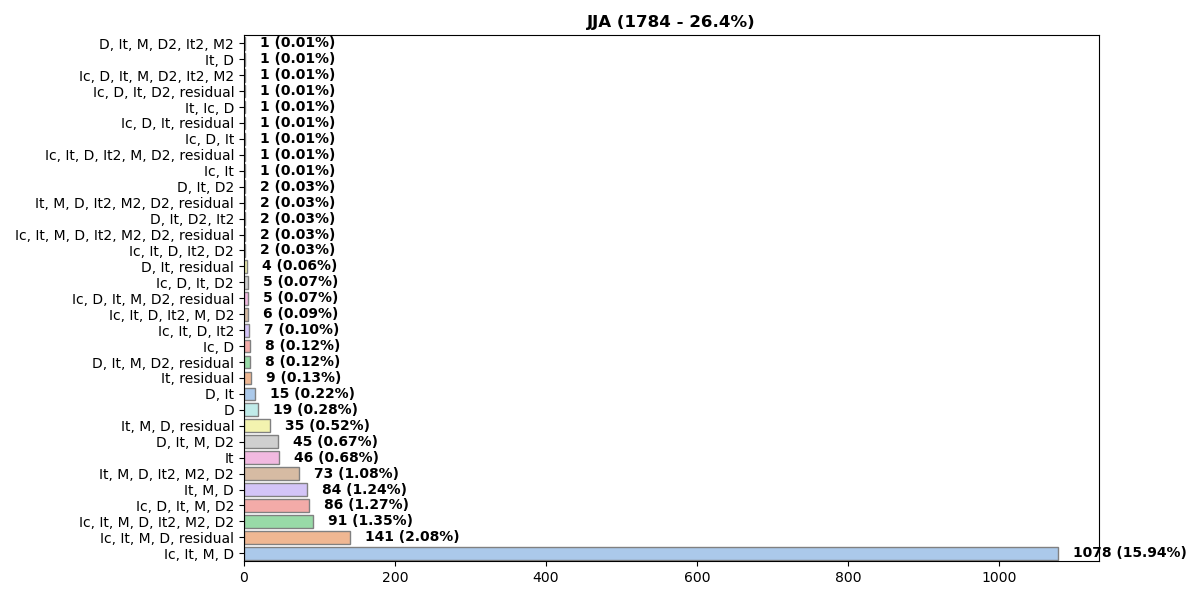 JJA (1784 - 26.4%)
D, It, M, D2, It2, M2 1 (0.01%)
It, D 1 (0.01%)
Ic, D, It, M, D2, It2, M2 1 (0.01%)
Ic, D, It, D2, residual 1 (0.01%)
It, Ic, D 1 (0.01%)
Ic, D, It, residual 1 (0.01%)
Ic, D, It 1 (0.01%)
Ic, It, D, It2, M, D2, residual 1 (0.01%)
Ic, It 1 (0.01%)
D, It, D2 2 (0.03%)
It, M, D, It2, M2, D2, residual 2 (0.03%)
D, It, D2, It2 2 (0.03%)
Ic, It, M, D, It2, M2, D2, residual 2 (0.03%)
Ic, It, D, It2, D2 2 (0.03%)
D, It, residual 4 (0.06%)
Ic, D, It, D2 5 (0.07%)
Ic, D, It, M, D2, residual 5 (0.07%)
Ic, It, D, It2, M, D2 6 (0.09%)
Ic, It, D, It2 7 (0.10%)
Ic, D 8 (0.12%)
D, It, M, D2, residual 8 (0.12%)
It, residual 9 (0.13%)
D, It 15 (0.22%)
D 19 (0.28%)
It, M, D, residual 35 (0.52%)
D, It, M, D2 45 (0.67%)
It 46 (0.68%)
It, M, D, It2, M2, D2 73 (1.08%)
It, M, D 84 (1.24%)
Ic, D, It, M, D2 86 (1.27%)
Ic, It, M, D, It2, M2, D2 91 (1.35%)
Ic, It, M, D, residual 141 (2.08%)
Ic, It, M, D 1078 (15.94%)
0 200 400 600 800 1000